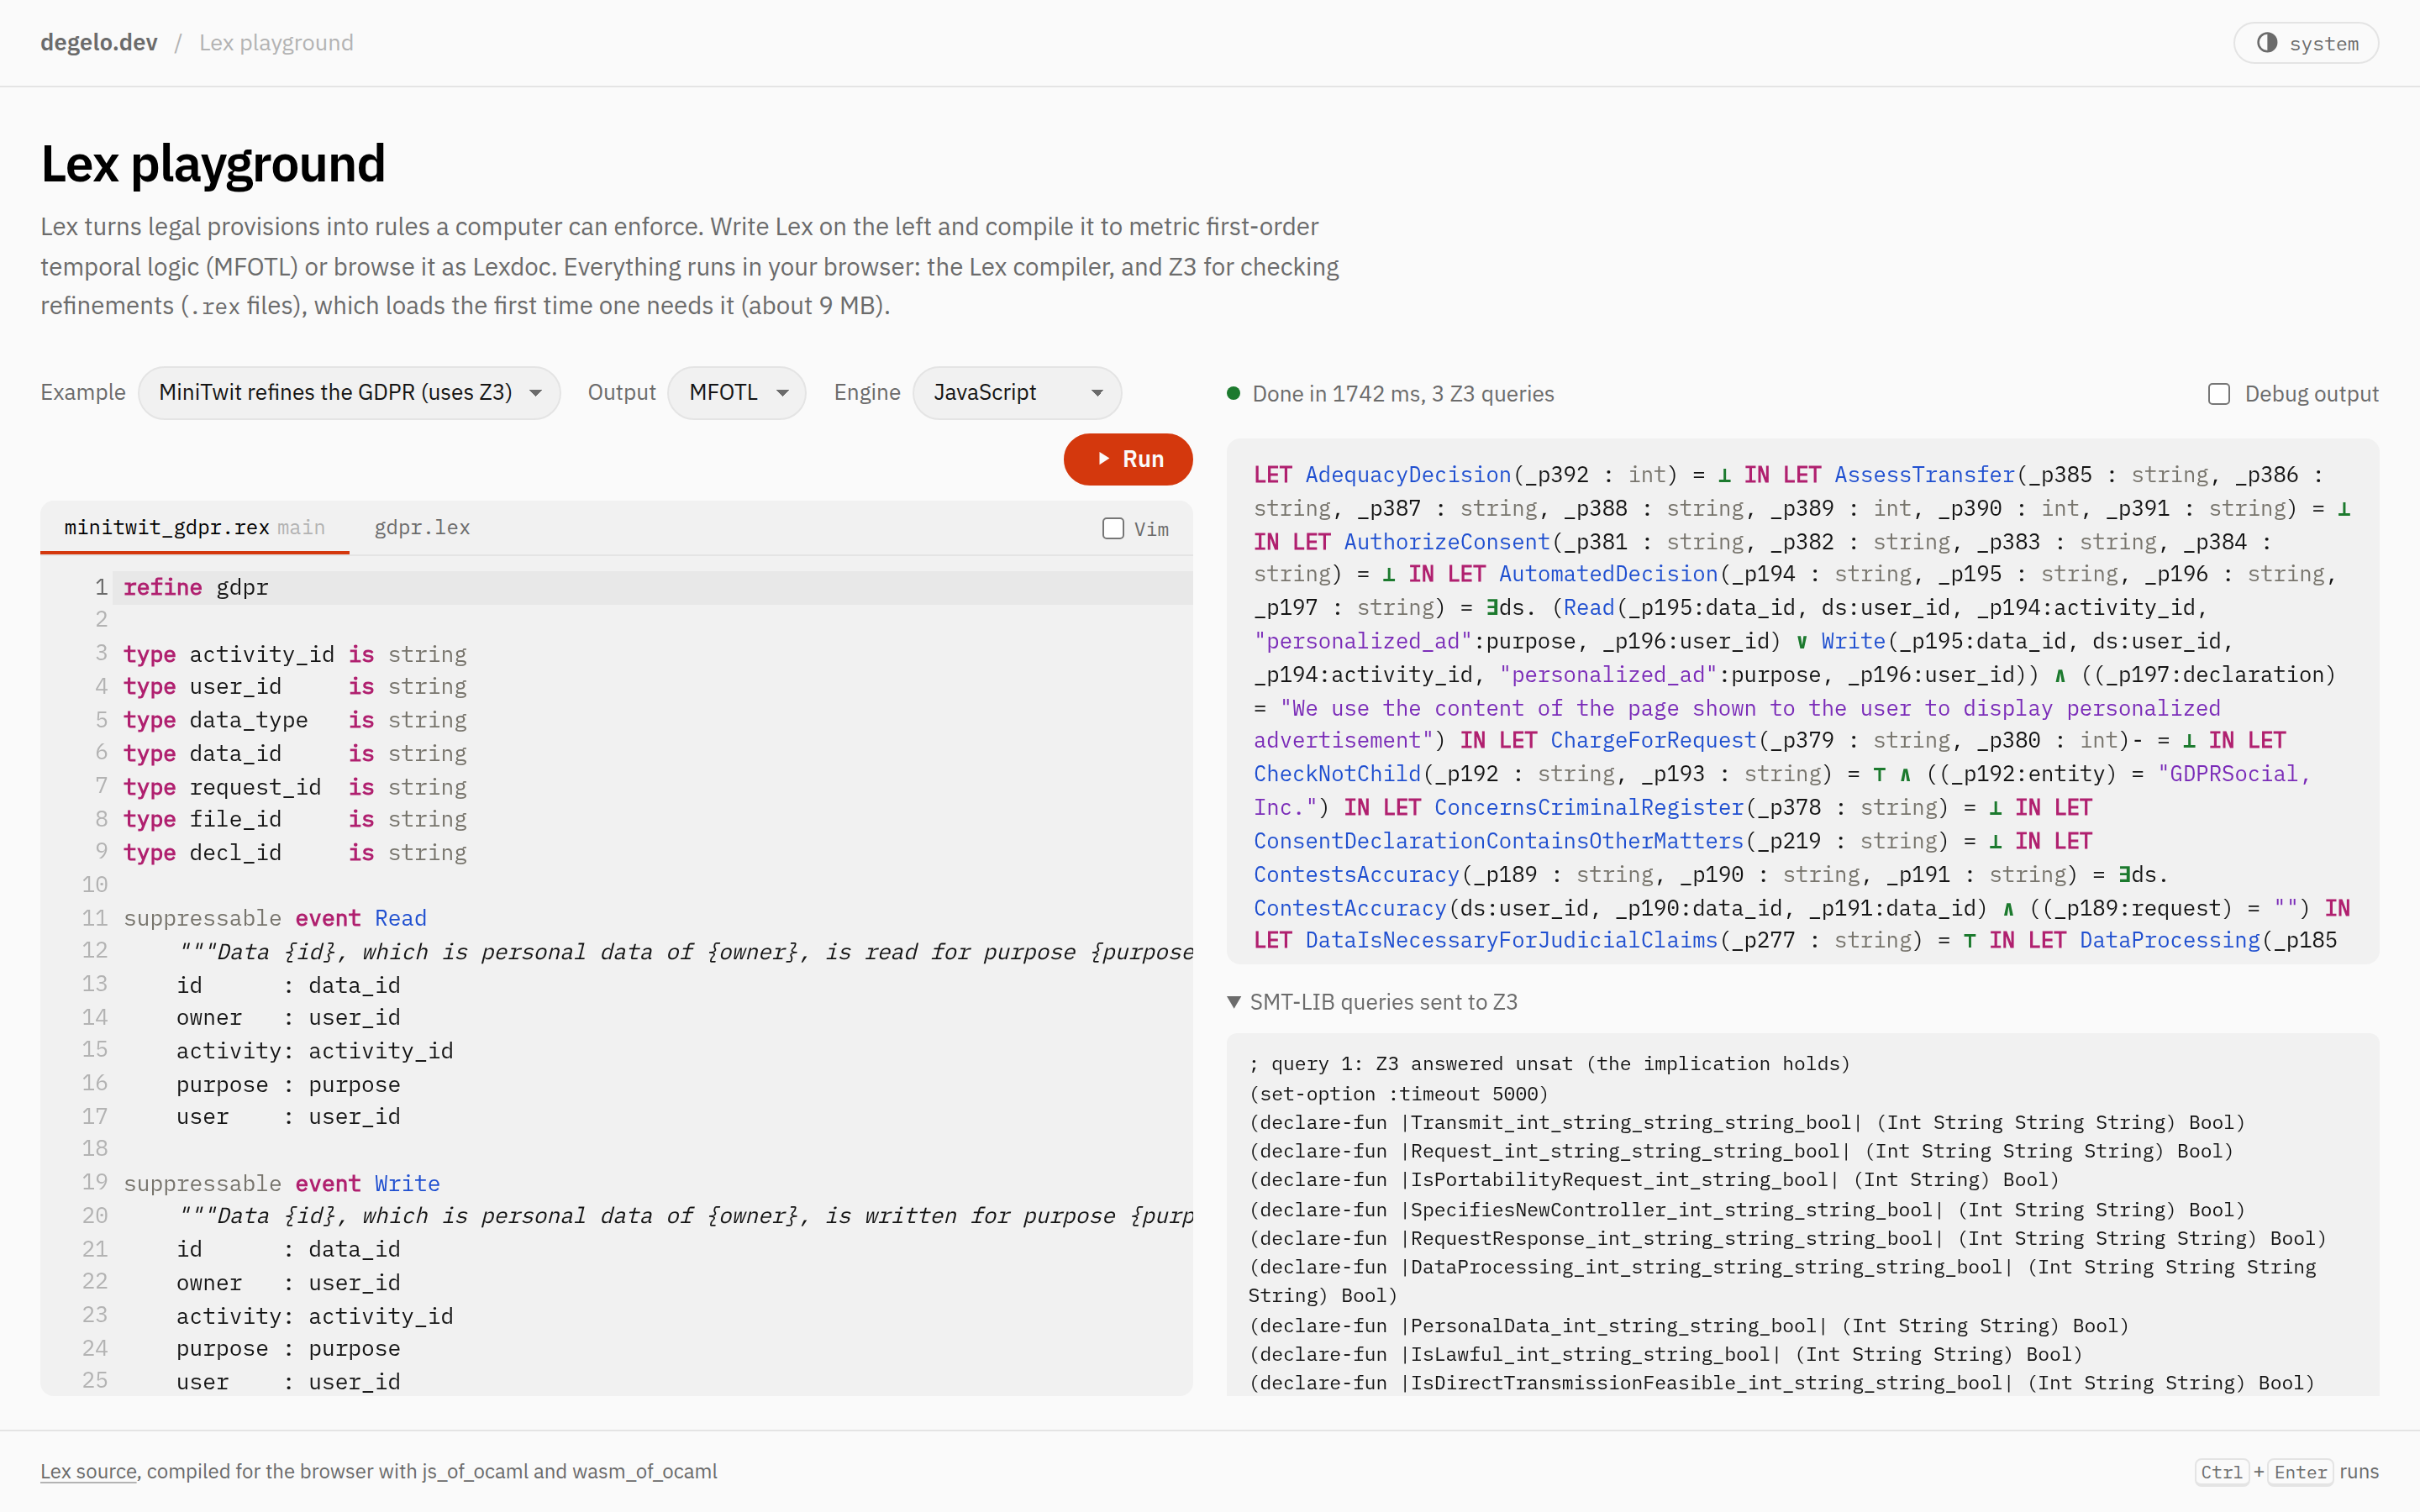 degelo.dev / Lex playground
system
Lex playground
Lex turns legal provisions into rules a computer can enforce. Write Lex on the left and compile it to metric first-order
temporal logic (MFOTL) or browse it as Lexdoc. Everything runs in your browser: the Lex compiler, and Z3 for checking
refinements (.rex files), which loads the first time one needs it (about 9 MB).
Example MiniTwit refines the GDPR (uses Z3) Output MFOTL Engine JavaScript
Run
minitwit_gdpr.rex main gdpr.lex Vim
1 refine gdpr
2
3 type activity_id is string
4 type user_id     is string
5 type data_type   is string
6 type data_id     is string
7 type request_id  is string
8 type file_id     is string
9 type decl_id     is string
10
11 suppressable event Read
12     """Data {id}, which is personal data of {owner}, is read for purpose {purpose
13     id      : data_id
14     owner   : user_id
15     activity: activity_id
16     purpose : purpose
17     user    : user_id
18
19 suppressable event Write
20     """Data {id}, which is personal data of {owner}, is written for purpose {purp
21     id      : data_id
22     owner   : user_id
23     activity: activity_id
24     purpose : purpose
25     user    : user_id
Done in 1742 ms, 3 Z3 queries
Debug output
LET AdequacyDecision(_p392 : int) = ⊥ IN LET AssessTransfer(_p385 : string, _p386 :
string, _p387 : string, _p388 : string, _p389 : int, _p390 : int, _p391 : string) = ⊥
IN LET AuthorizeConsent(_p381 : string, _p382 : string, _p383 : string, _p384 :
string) = ⊥ IN LET AutomatedDecision(_p194 : string, _p195 : string, _p196 : string,
_p197 : string) = ∃ds. (Read(_p195:data_id, ds:user_id, _p194:activity_id,
"personalized_ad":purpose, _p196:user_id) ∨ Write(_p195:data_id, ds:user_id,
_p194:activity_id, "personalized_ad":purpose, _p196:user_id)) ∧ ((_p197:declaration)
= "We use the content of the page shown to the user to display personalized
advertisement") IN LET ChargeForRequest(_p379 : string, _p380 : int)- = ⊥ IN LET
CheckNotChild(_p192 : string, _p193 : string) = ⊤ ∧ ((_p192:entity) = "GDPRSocial,
Inc.") IN LET ConcernsCriminalRegister(_p378 : string) = ⊥ IN LET
ConsentDeclarationContainsOtherMatters(_p219 : string) = ⊥ IN LET
ContestsAccuracy(_p189 : string, _p190 : string, _p191 : string) = ∃ds.
ContestAccuracy(ds:user_id, _p190:data_id, _p191:data_id) ∧ ((_p189:request) = "") IN
LET DataIsNecessaryForJudicialClaims(_p277 : string) = ⊤ IN LET DataProcessing(_p185
SMT-LIB queries sent to Z3
; query 1: Z3 answered unsat (the implication holds)
(set-option :timeout 5000)
(declare-fun |Transmit_int_string_string_string_bool| (Int String String String) Bool)
(declare-fun |Request_int_string_string_string_bool| (Int String String String) Bool)
(declare-fun |IsPortabilityRequest_int_string_bool| (Int String) Bool)
(declare-fun |SpecifiesNewController_int_string_string_bool| (Int String String) Bool)
(declare-fun |RequestResponse_int_string_string_string_bool| (Int String String String) Bool)
(declare-fun |DataProcessing_int_string_string_string_string_bool| (Int String String String
String) Bool)
(declare-fun |PersonalData_int_string_string_bool| (Int String String) Bool)
(declare-fun |IsLawful_int_string_string_bool| (Int String String) Bool)
(declare-fun |IsDirectTransmissionFeasible_int_string_string_bool| (Int String String) Bool)
Lex source, compiled for the browser with js_of_ocaml and wasm_of_ocaml
Ctrl + Enter runs